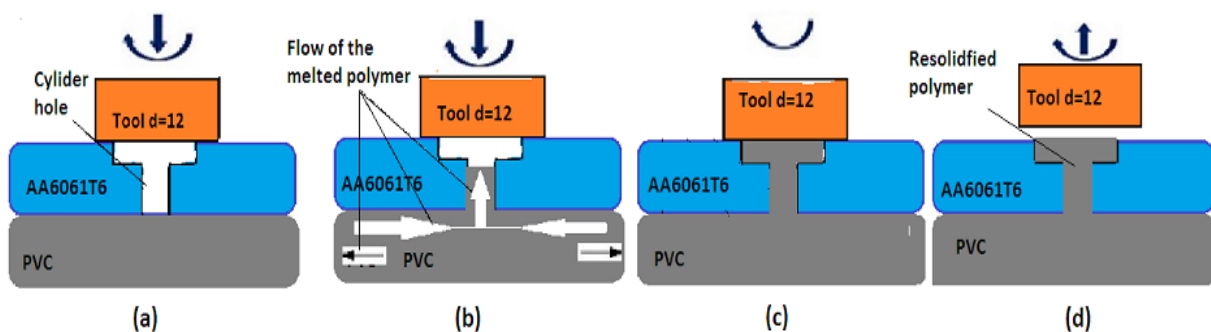 Cylider
hole
Tool d=12
AA6061T6
PVC
(a)
Flow of the
melted polymer
Tool d=12
AA6061T6
PVC
(b)
Tool d=12
AA6061T6
PVC
(c)
Resolidfied
polymer
Tool d=12
AA6061T6
PVC
(d)